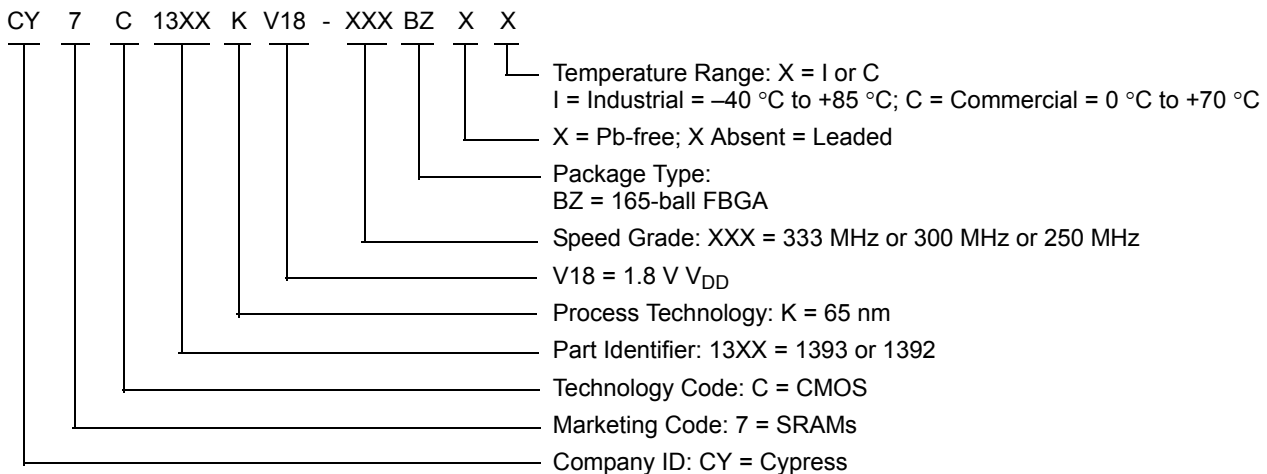 CY 7 C 13XX K V18 - XXX BZ X X
Temperature Range: X = I or C
I = Industrial = –40 °C to +85 °C; C = Commercial = 0 °C to +70 °C
X = Pb-free; X Absent = Leaded
Package Type:
BZ = 165-ball FBGA
Speed Grade: XXX = 333 MHz or 300 MHz or 250 MHz
V18 = 1.8 V VDD
Process Technology: K = 65 nm
Part Identifier: 13XX = 1393 or 1392
Technology Code: C = CMOS
Marketing Code: 7 = SRAMs
Company ID: CY = Cypress